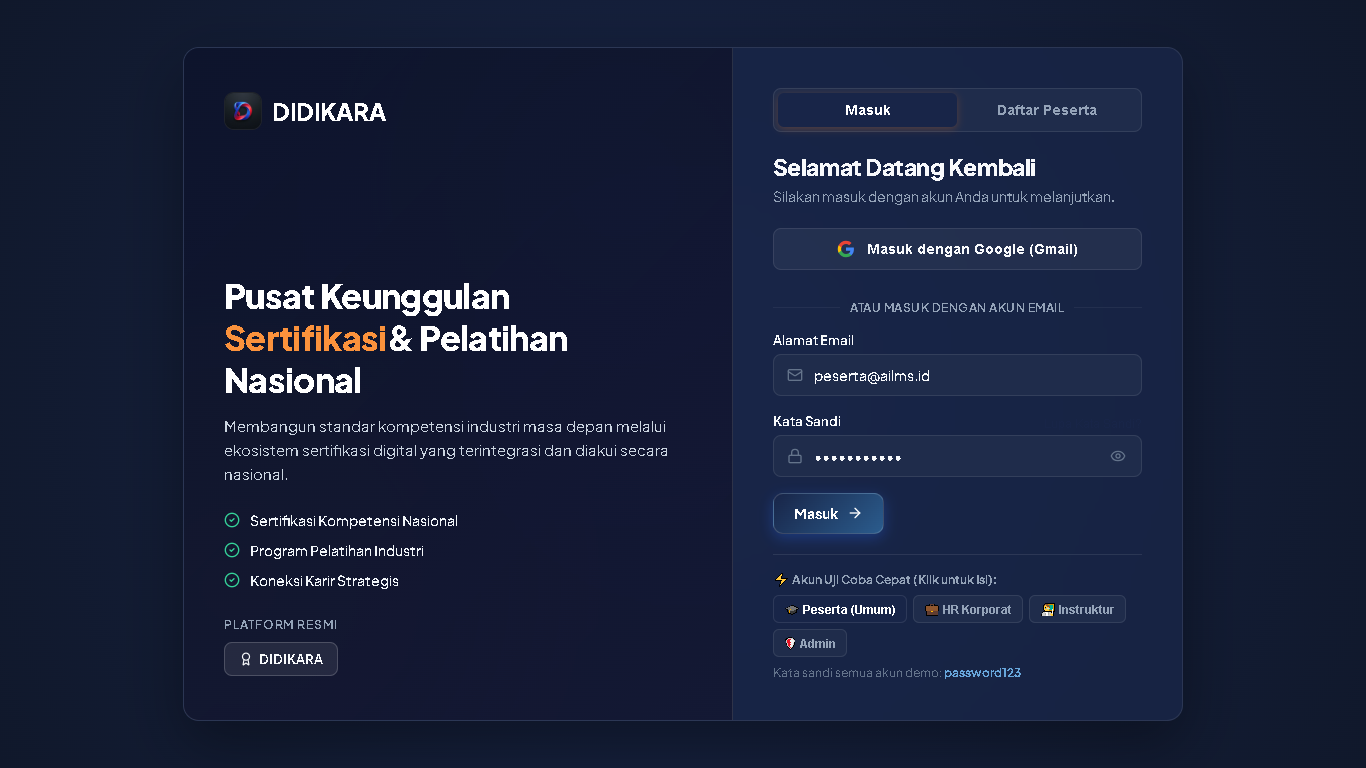 DIDIKARA
Pusat Keunggulan
Sertifikasi & Pelatihan
Nasional
Membangun standar kompetensi industri masa depan melalui
ekosistem sertifikasi digital yang terintegrasi dan diakui secara
nasional.
Sertifikasi Kompetensi Nasional
Program Pelatihan Industri
Koneksi Karir Strategis
PLATFORM RESMI
DIDIKARA
Masuk
Daftar Peserta
Selamat Datang Kembali
Silakan masuk dengan akun Anda untuk melanjutkan.
Masuk dengan Google (Gmail)
ATAU MASUK DENGAN AKUN EMAIL
Alamat Email
peserta@ailms.id
Kata Sandi
•••••••••••
Masuk →
⚡ Akun Uji Coba Cepat (Klik untuk Isi):
🎓 Peserta (Umum)
💼 HR Korporat
🧑‍🏫 Instruktur
🛡️ Admin
Kata sandi semua akun demo: password123